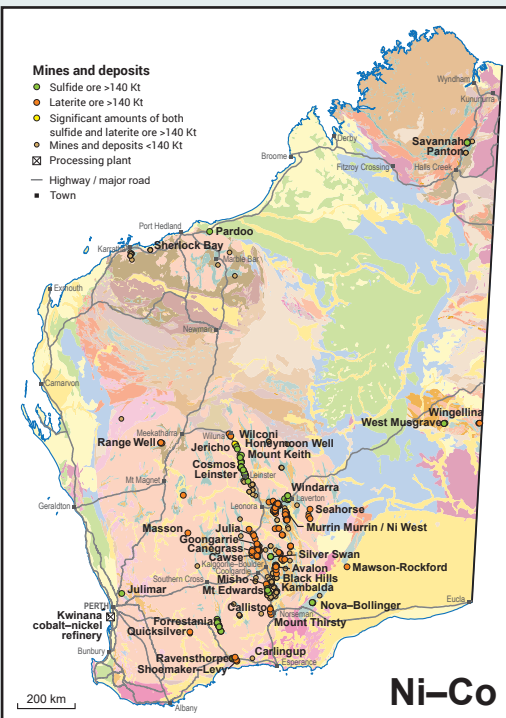 Mines and deposits
Sulfide ore >140 Kt
Laterite ore >140 Kt
Significant amounts of both
sulfide and laterite ore >140 Kt
Mines and deposits <140 Kt
Processing plant
Highway / major road
Town
Wyndham
Kununurra
Savannah
Panton
Derby
Broome
Fitzroy Crossing
Halls Creek
Port Hedland
Pardoo
Karratha
Sherlock Bay
Marble Bar
Exmouth
Newman
Carnarvon
Wingellina
West Musgrave
Meekatharra
Wiluna
Wilconi
Range Well
Honeymoon Well
Jericho
Mount Keith
Cosmos
Leinster
Leinster
Mt Magnet
Windarra
Laverton
Geraldton
Leonora
Seahorse
Murrin Murrin / Ni West
Masson
Julia
Goongarrie
Canegrass
Silver Swan
Cawse
Kalgoorlie–Boulder
Coolgardie
Avalon
Mawson-Rockford
Southern Cross
Misho
Black Hills
Julimar
Mt Edwards
Kambalda
Eucla
PERTH
Nova–Bollinger
Kwinana
cobalt–nickel
refinery
Callisto
Norseman
Forrestania
Mount Thirsty
Quicksilver
Bunbury
Carlingup
Ravensthorpe
Esperance
Shoemaker–Levy
Albany
200 km
Ni–Co